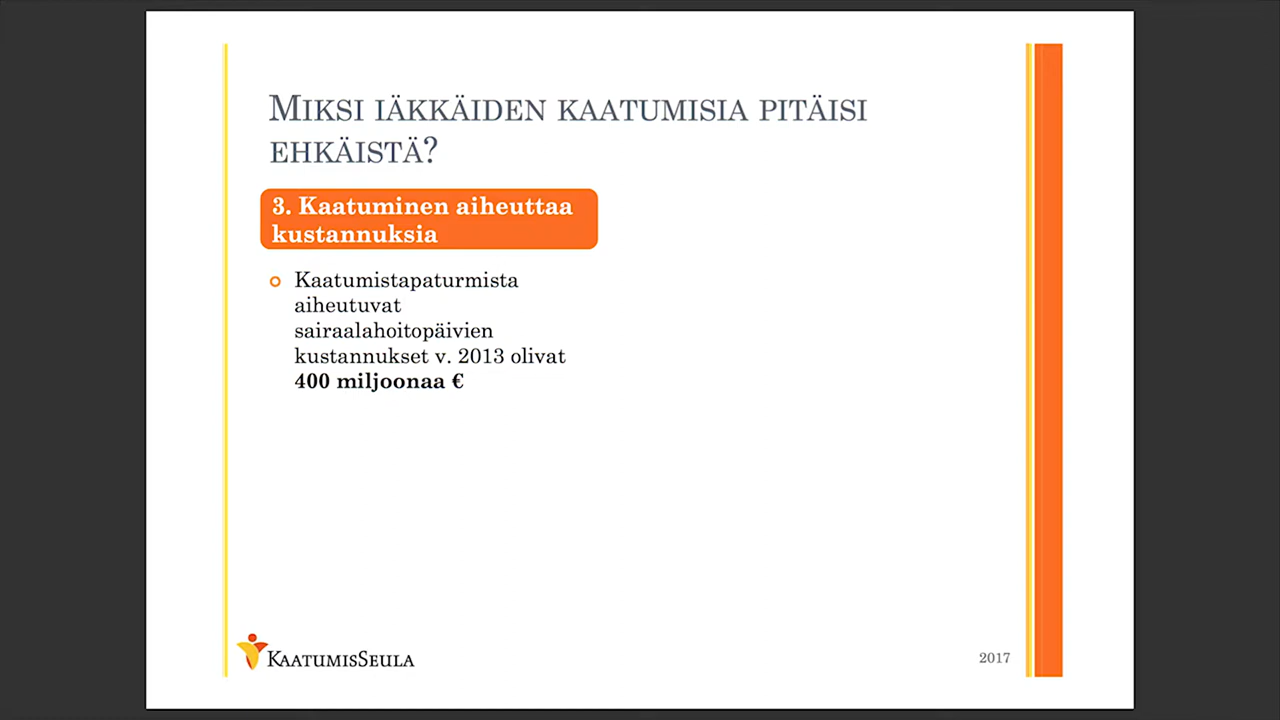 Miksi iäkkäiden kaatumisia pitäisi
ehkäistä?
3. Kaatuminen aiheuttaa
kustannuksia
Kaatumistapaturmista
aiheutuvat
sairaalahoitopäivien
kustannukset v. 2013 olivat
400 miljoonaa €
KaatumisSeula
2017